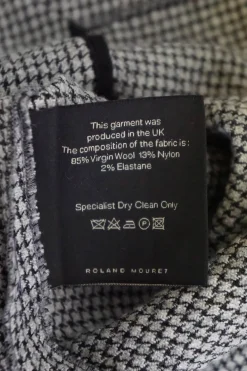 This garment was
produced in the UK
The composition of the fabric is:
85% Virgin Wool 13% Nylon
2% Elastane
Specialist Dry Clean Only
ROLAND MOURET